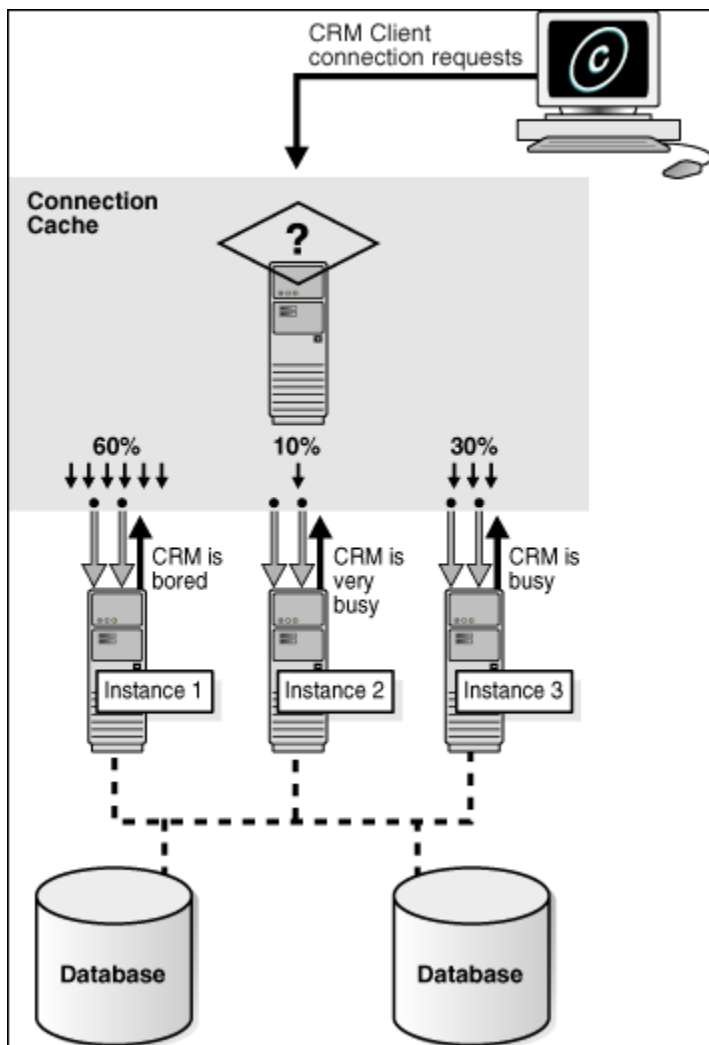 CRM Client
connection requests
C
Connection
Cache
?
60%
10%
30%
CRM is
bored
CRM is
very
busy
CRM is
busy
Instance 1
Instance 2
Instance 3
Database
Database